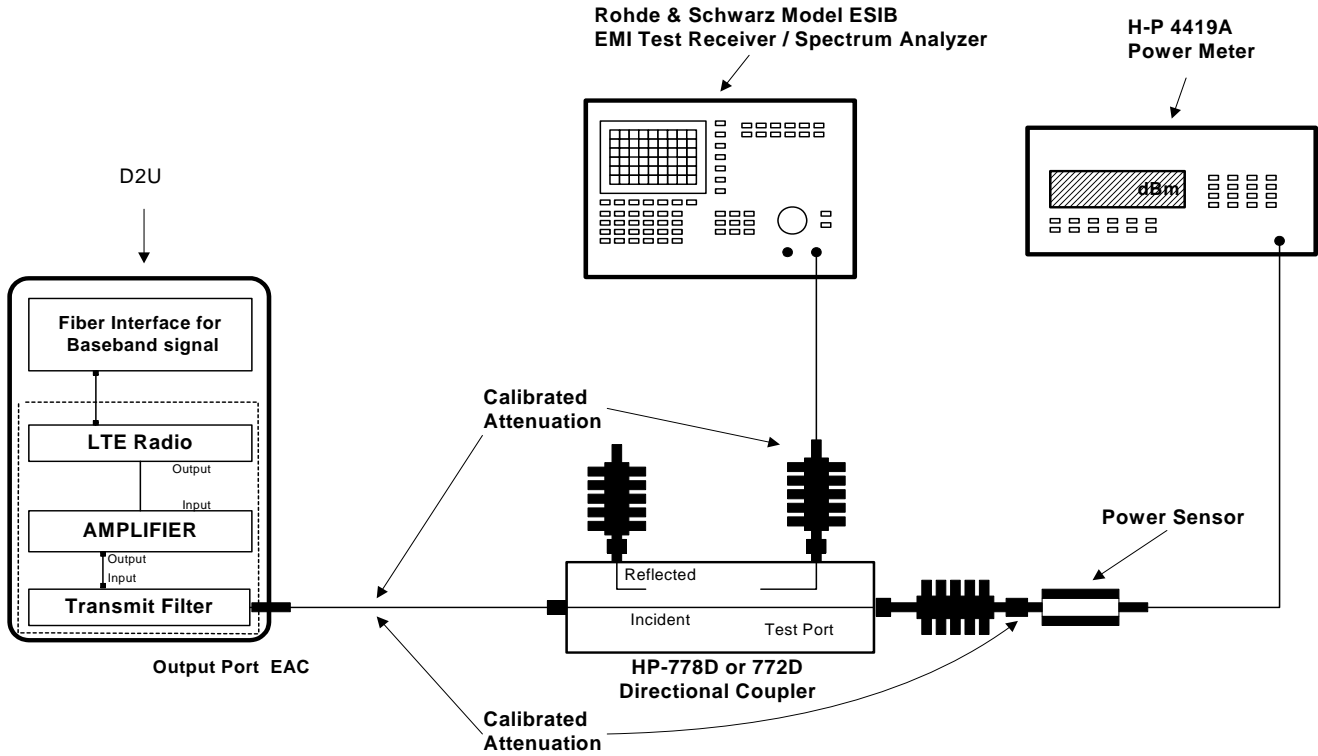 Rohde & Schwarz Model ESIB
EMI Test Receiver / Spectrum Analyzer
H-P 4419A
Power Meter
dBm
D2U
Fiber Interface for
Baseband signal
LTE Radio
Output
Input
AMPLIFIER
Output
Input
Transmit Filter
Output Port EAC
Calibrated
Attenuation
Reflected
Incident
Test Port
HP-778D or 772D
Directional Coupler
Power Sensor
Calibrated
Attenuation